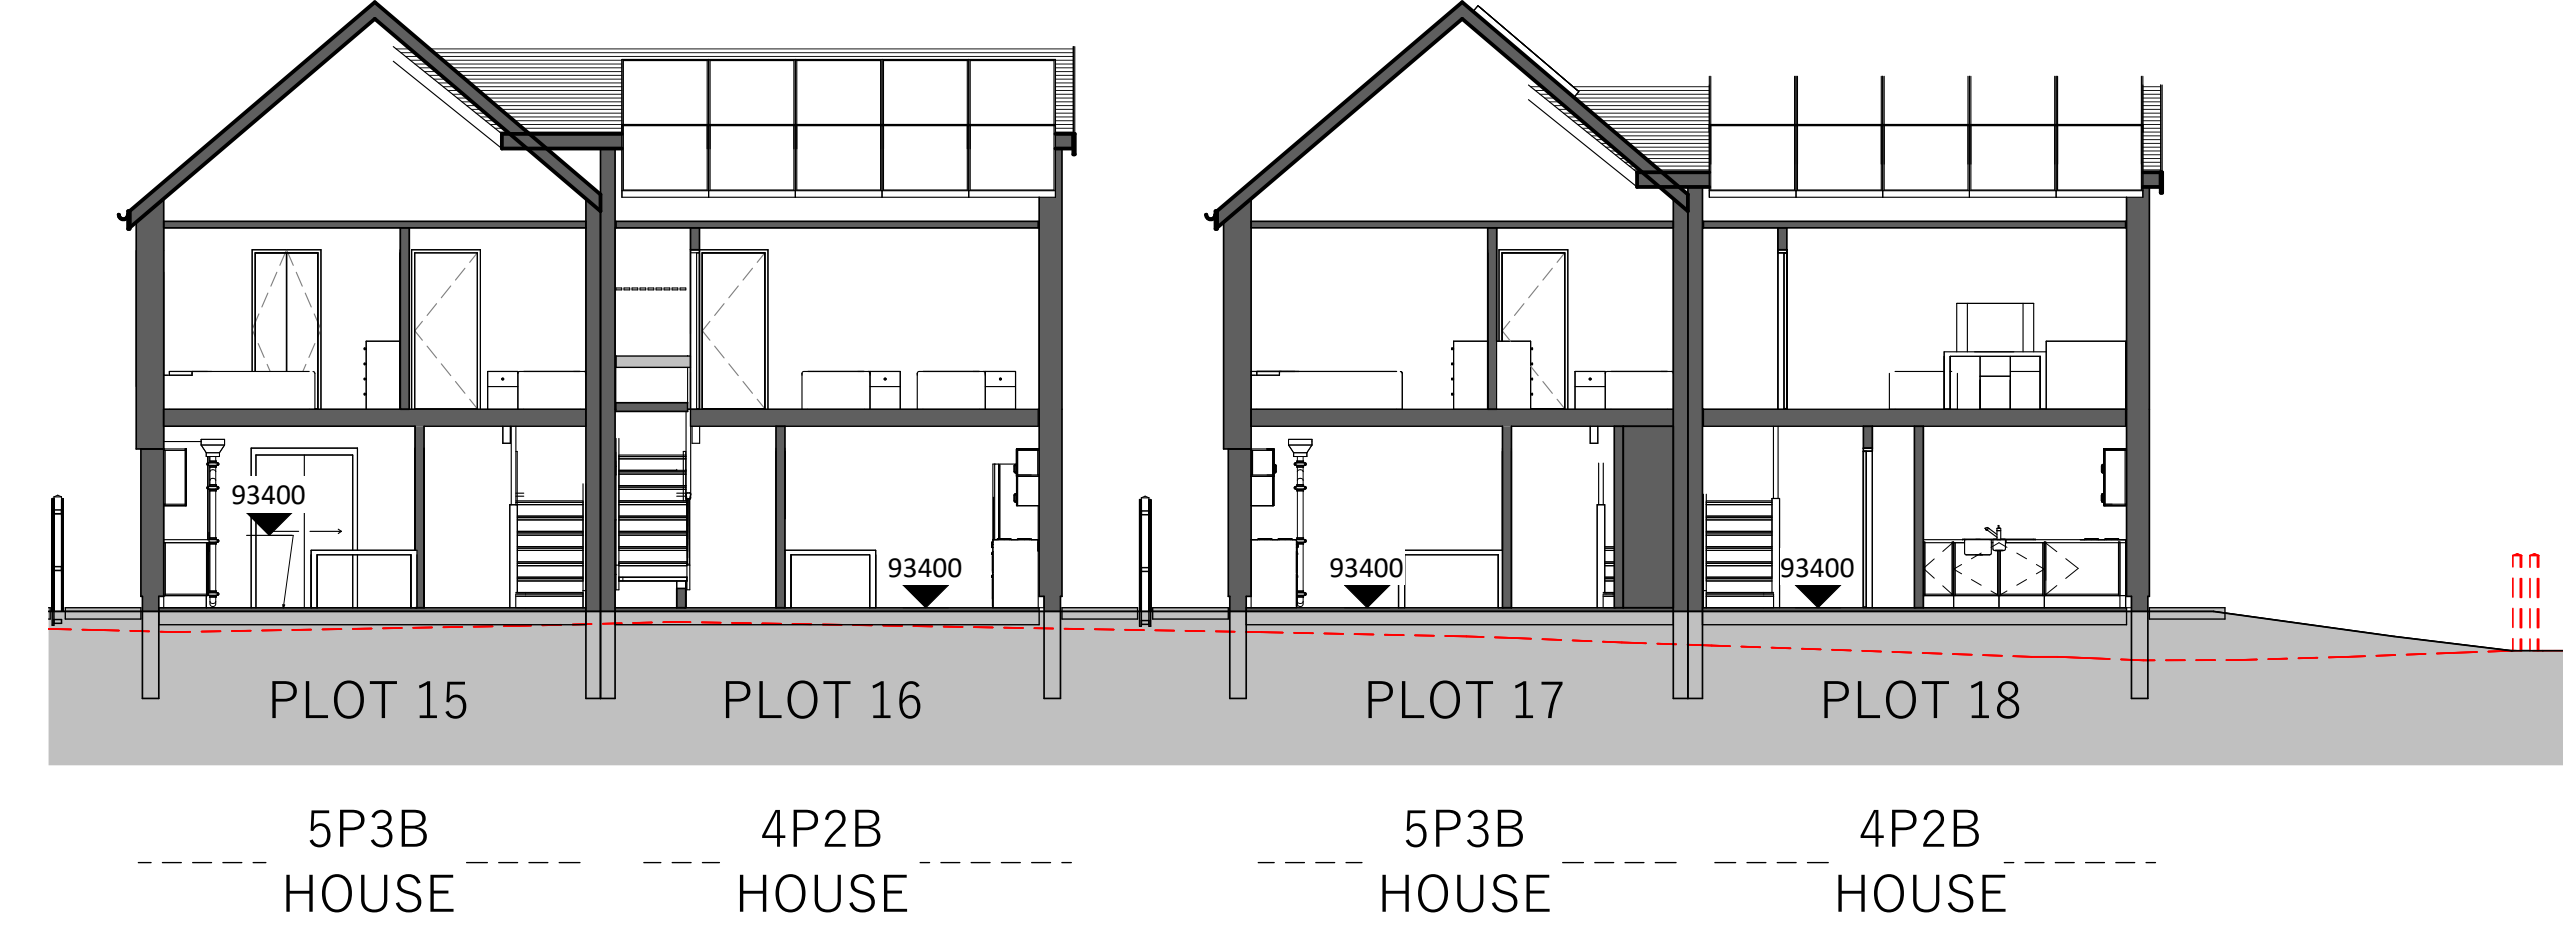 93400
93400
93400
93400
PLOT 15
PLOT 16
PLOT 17
PLOT 18
5P3B
HOUSE
4P2B
HOUSE
5P3B
HOUSE
4P2B
HOUSE